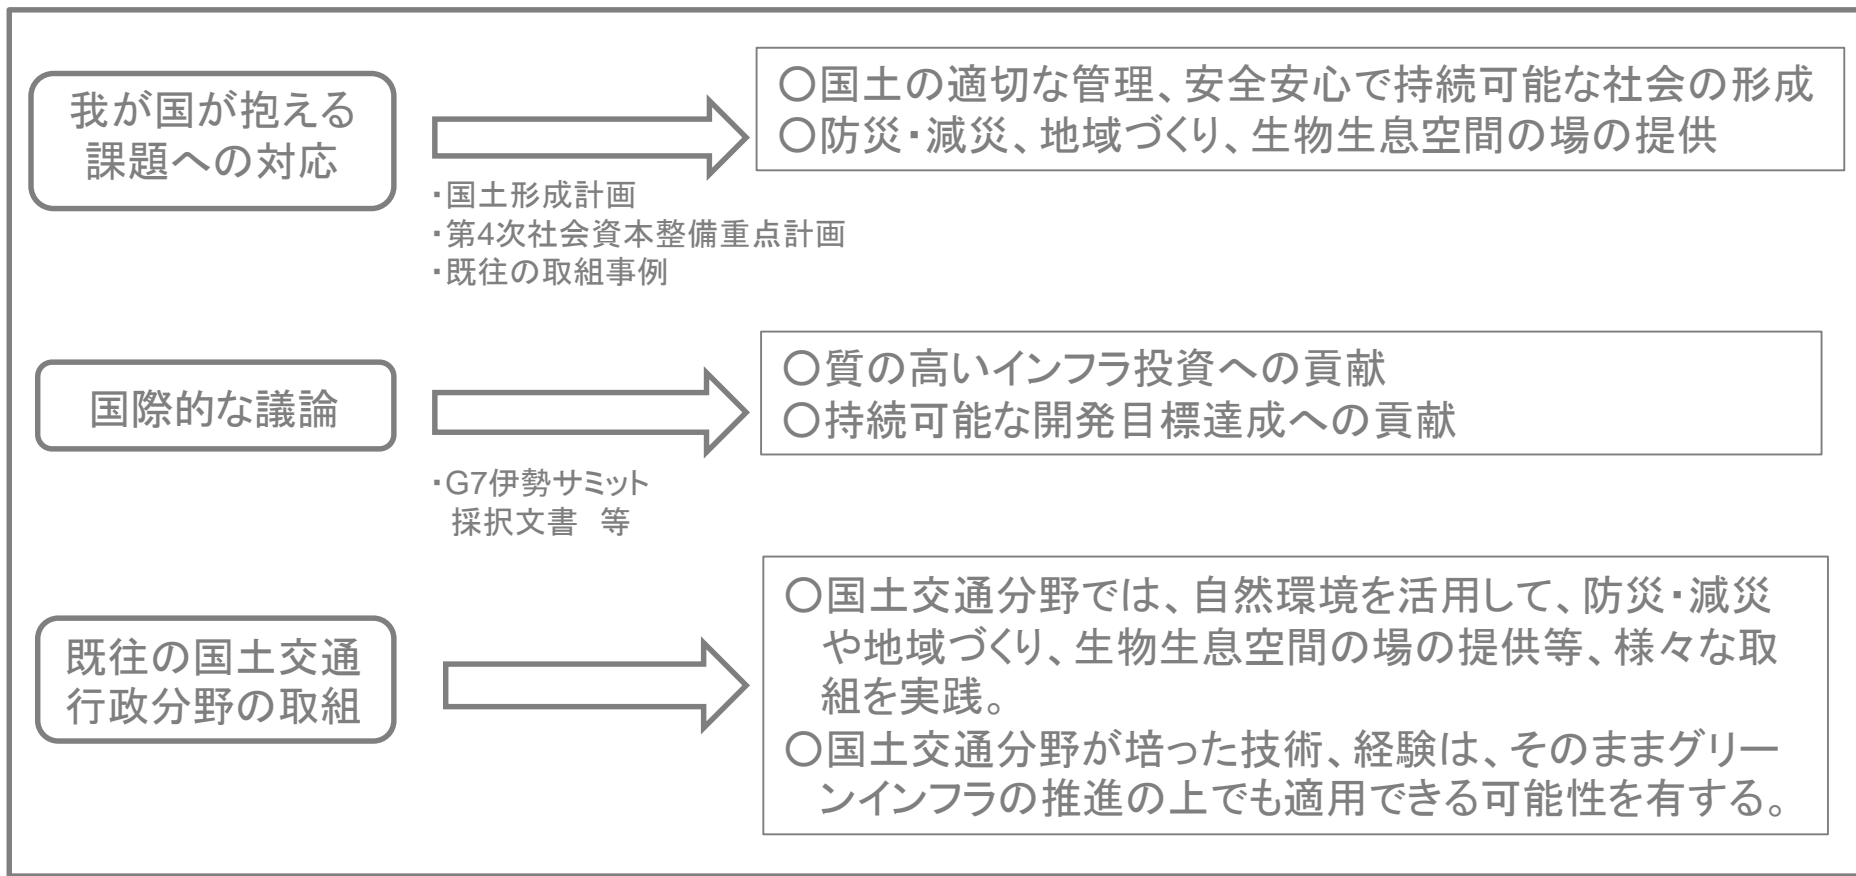 我が国が抱える
課題への対応
○国土の適切な管理、安全安心で持続可能な社会の形成
○防災・減災、地域づくり、生物生息空間の場の提供
・国土形成計画
・第4次社会資本整備重点計画
・既往の取組事例
国際的な議論
○質の高いインフラ投資への貢献
○持続可能な開発目標達成への貢献
・G7伊勢サミット
採択文書　等
既往の国土交通
行政分野の取組
○国土交通分野では、自然環境を活用して、防災・減災
や地域づくり、生物生息空間の場の提供等、様々な取
組を実践。
○国土交通分野が培った技術、経験は、そのままグリー
ンインフラの推進の上でも適用できる可能性を有する。